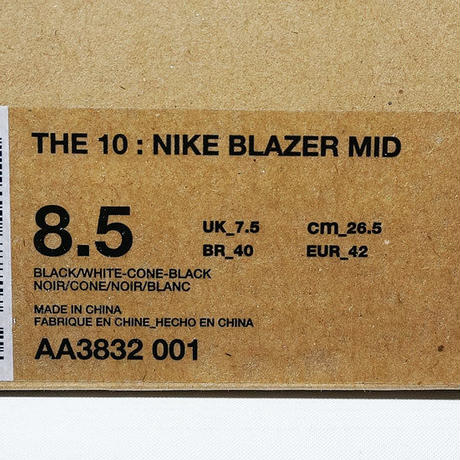 THE 10 : NIKE BLAZER MID
8.5
UK_7.5 cm_26.5
BR_40 EUR_42
BLACK/WHITE-CONE-BLACK
NOIR/CONE/NOIR/BLANC
MADE IN CHINA
FABRIQUE EN CHINE_HECHO EN CHINA
AA3832 001